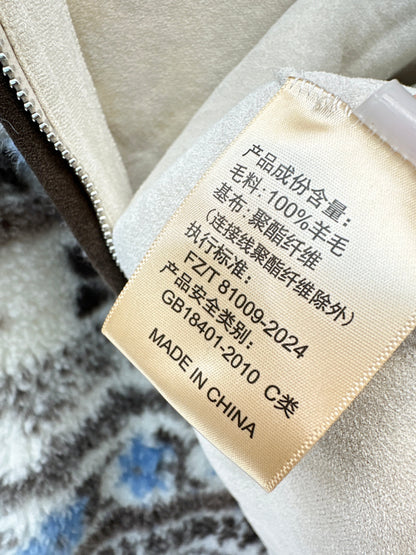 产品成份含量:
毛料: 100%羊毛
基布: 聚酯纤维
(连接线聚酯纤维除外)
执行标准:
FZ/T 81009-2024
产品安全类别:
GB18401-2010 C类
MADE IN CHINA